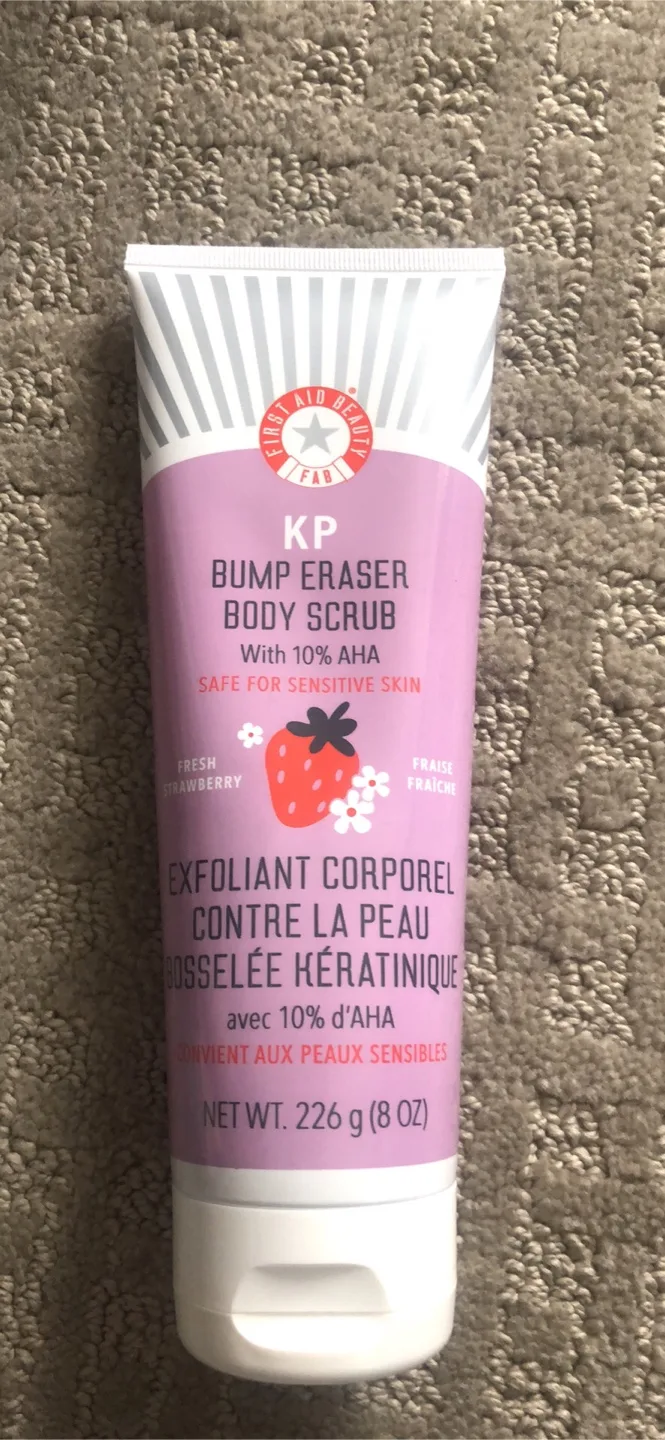 FIRST AID BEAUTY
®
FAB
KP
BUMP ERASER
BODY SCRUB
With 10% AHA
SAFE FOR SENSITIVE SKIN
FRESH
STRAWBERRY
FRAISE
FRAÎCHE
EXFOLIANT CORPOREL
CONTRE LA PEAU
BOSSELÉE KÉRATINIQUE
avec 10% d'AHA
CONVIENT AUX PEAUX SENSIBLES
NET WT. 226 g (8 OZ)